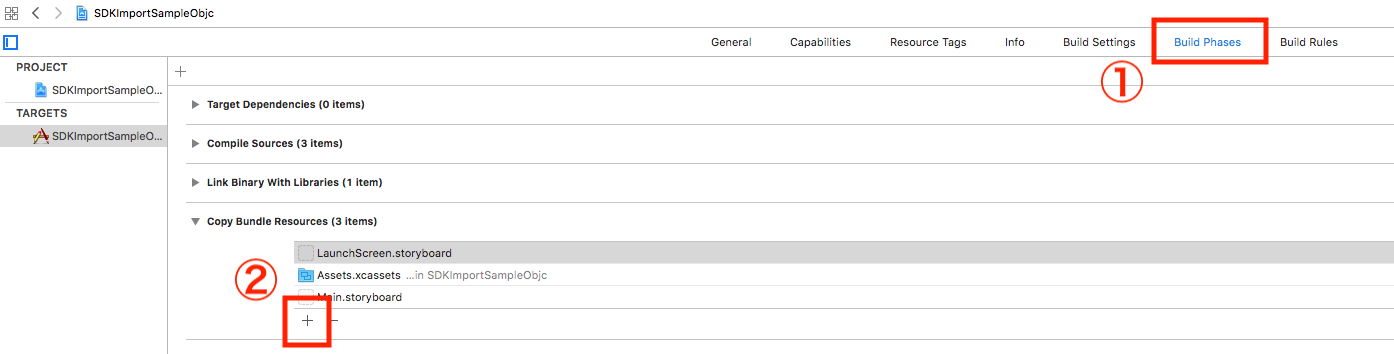 SDKImportSampleObjc
General Capabilities Resource Tags Info Build Settings Build Phases Build Rules
①
PROJECT
SDKImportSampleO...
TARGETS
SDKImportSampleO...
Target Dependencies (0 items)
Compile Sources (3 items)
Link Binary With Libraries (1 item)
Copy Bundle Resources (3 items)
LaunchScreen.storyboard
②
Assets.xcassets ...in SDKImportSampleObjc
Main.storyboard